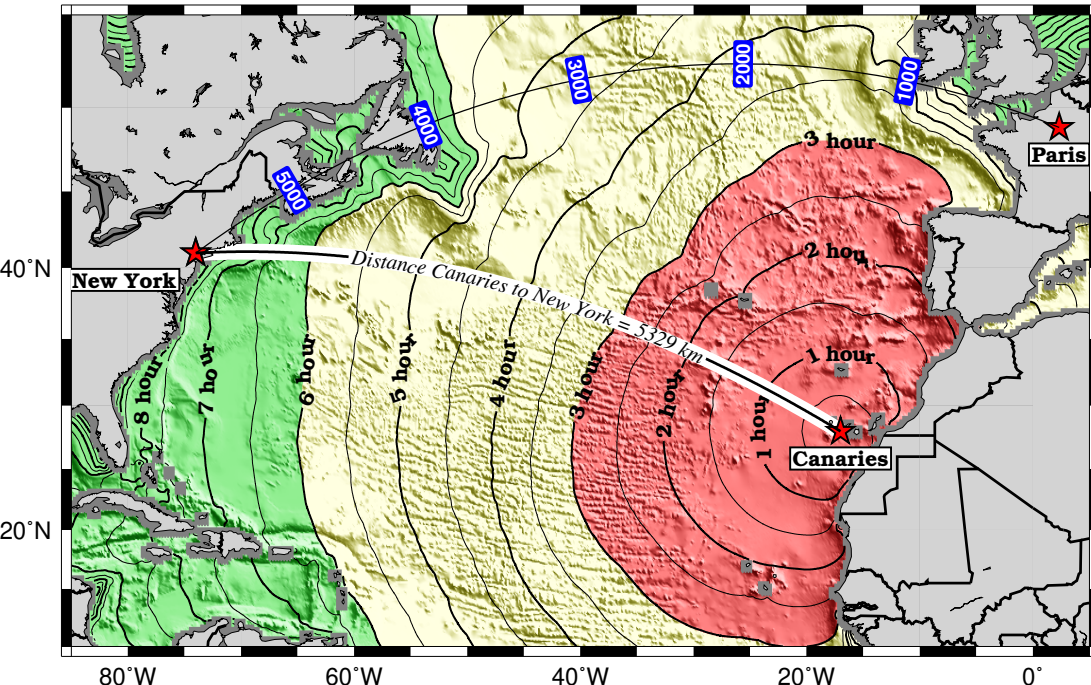 3000
2000
1000
4000
5000
3 hour
Paris
2 hou
40°N
New York
Distance Canaries to New York = 5329 km
8 hour
7 hour
6 hour
5 hour
4 hour
3 hour
2 hour
1 hour
1 hour
Canaries
20°N
80°W
60°W
40°W
20°W
0°